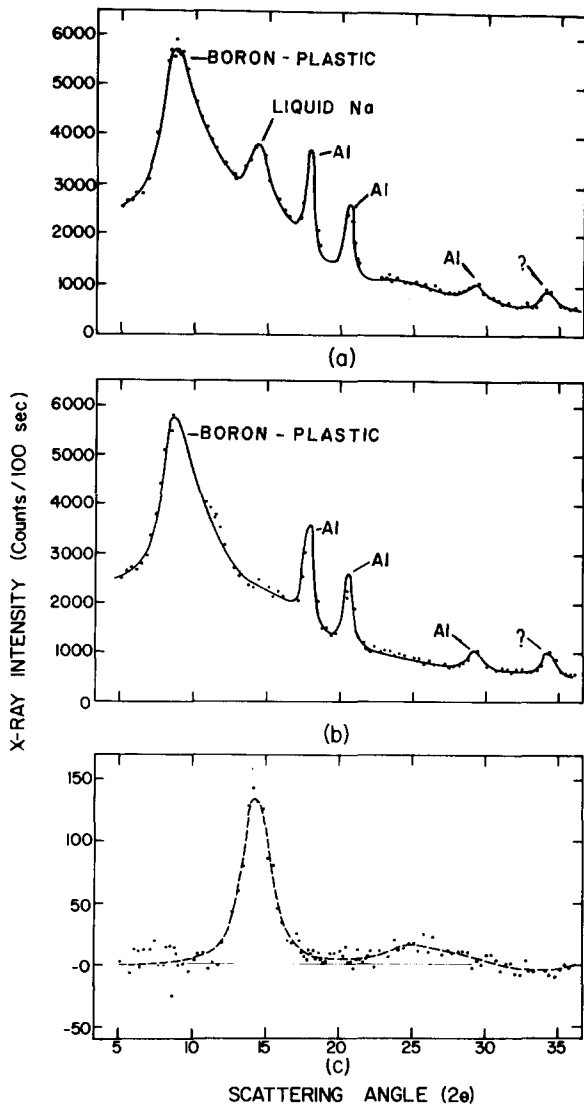 6000
5000
4000
3000
2000
1000
0
BORON - PLASTIC
LIQUID Na
Al
Al
Al
?
(a)
6000
5000
4000
3000
2000
1000
0
BORON - PLASTIC
Al
Al
Al
?
(b)
X-RAY INTENSITY (Counts/100 sec)
150
100
50
-0
-50
5 10 15 20 25 30 35
(c)
SCATTERING ANGLE (2θ)